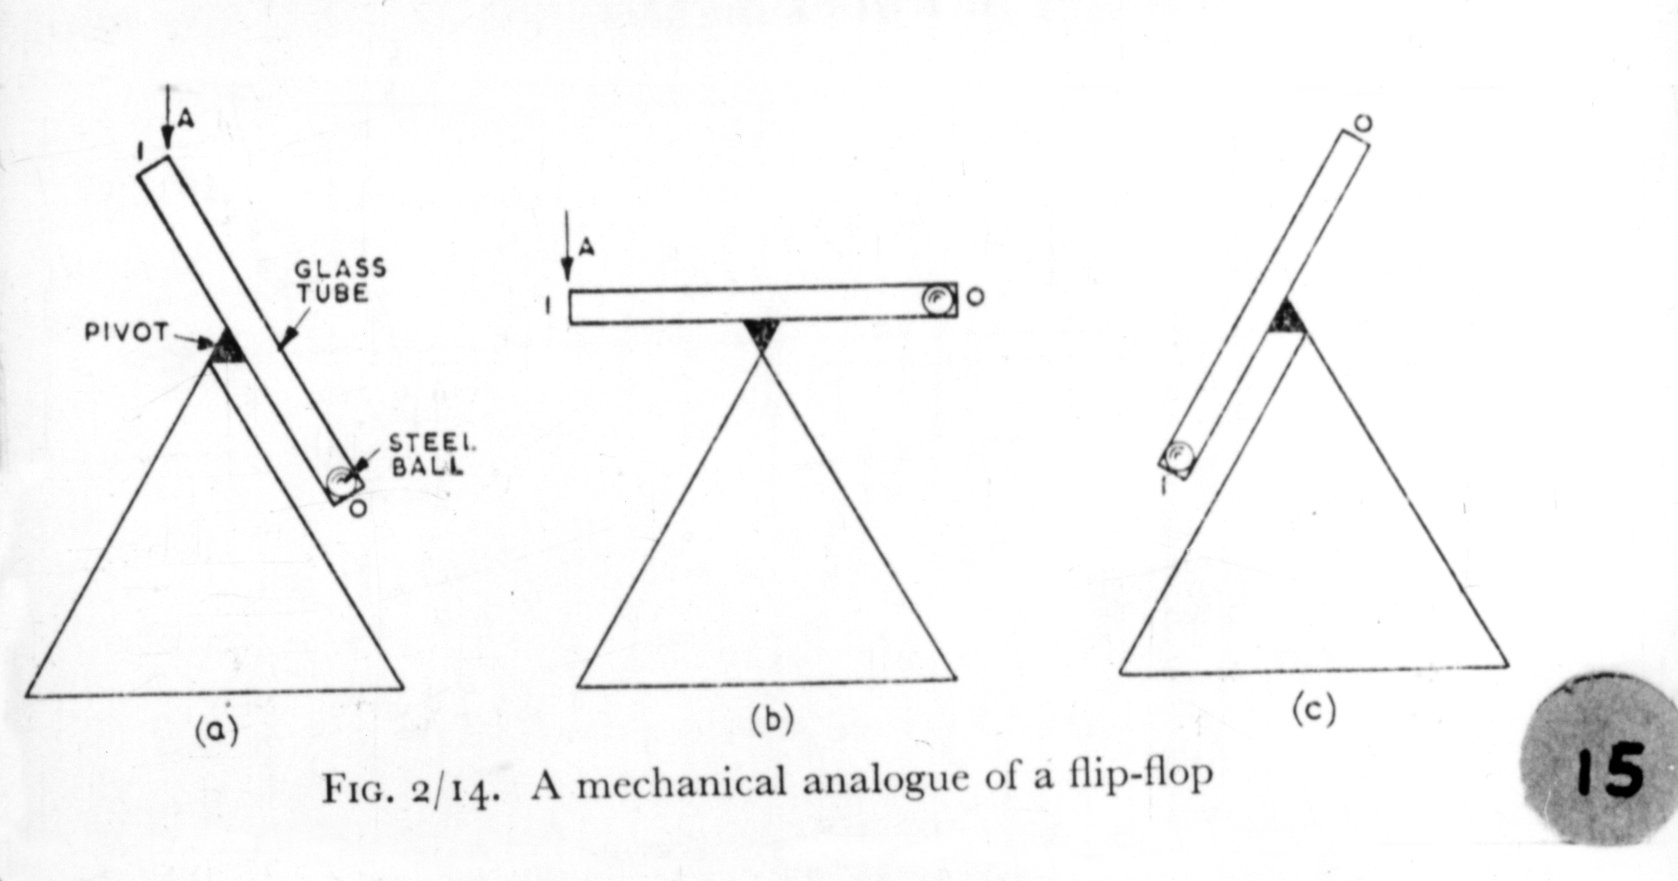 A
1
GLASS
TUBE
PIVOT
STEEL
BALL
O
(a)
A
1
O
(b)
O
1
(c)
FIG. 2/14. A mechanical analogue of a flip-flop
15